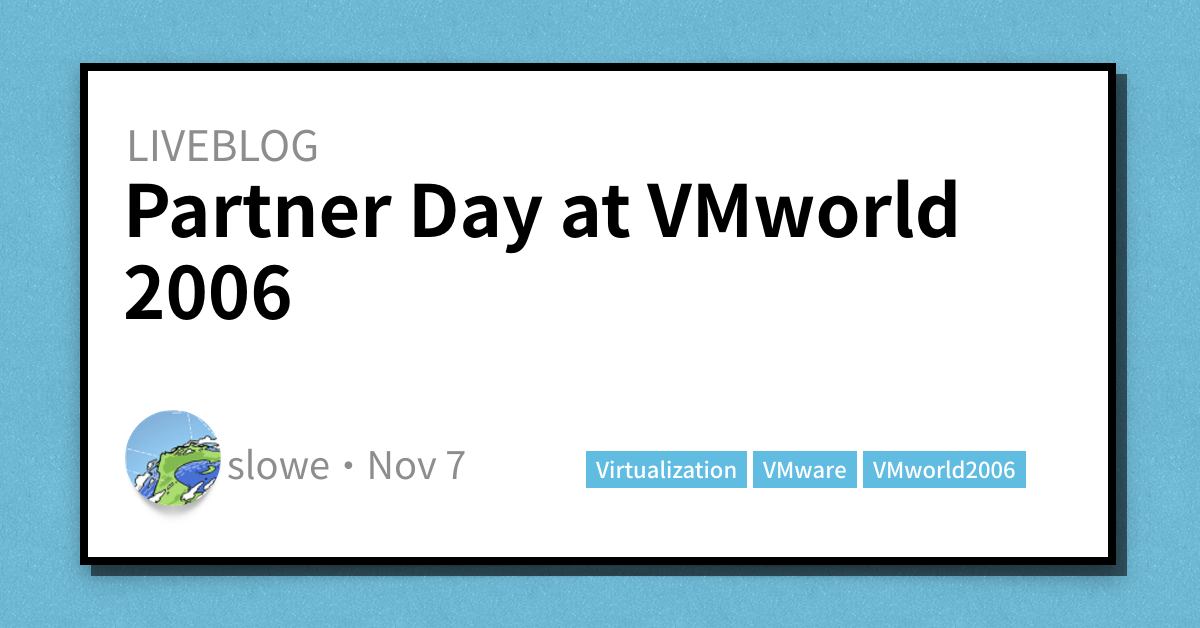 LIVEBLOG
Partner Day at VMworld
2006
slowe • Nov 7
Virtualization VMware VMworld2006